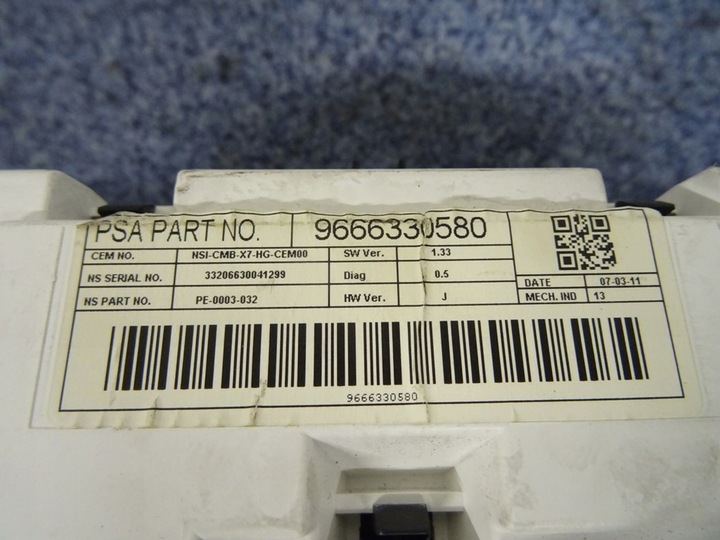 PSA PART NO. 9666330580
CEM NO. NSI-CMB-X7-HG-CEM00 SW Ver. 1.33
NS SERIAL NO. 33206630041299 Diag 0.5
DATE 07-03-11
NS PART NO. PE-0003-032 HW Ver. J
MECH. IND 13
9666330580